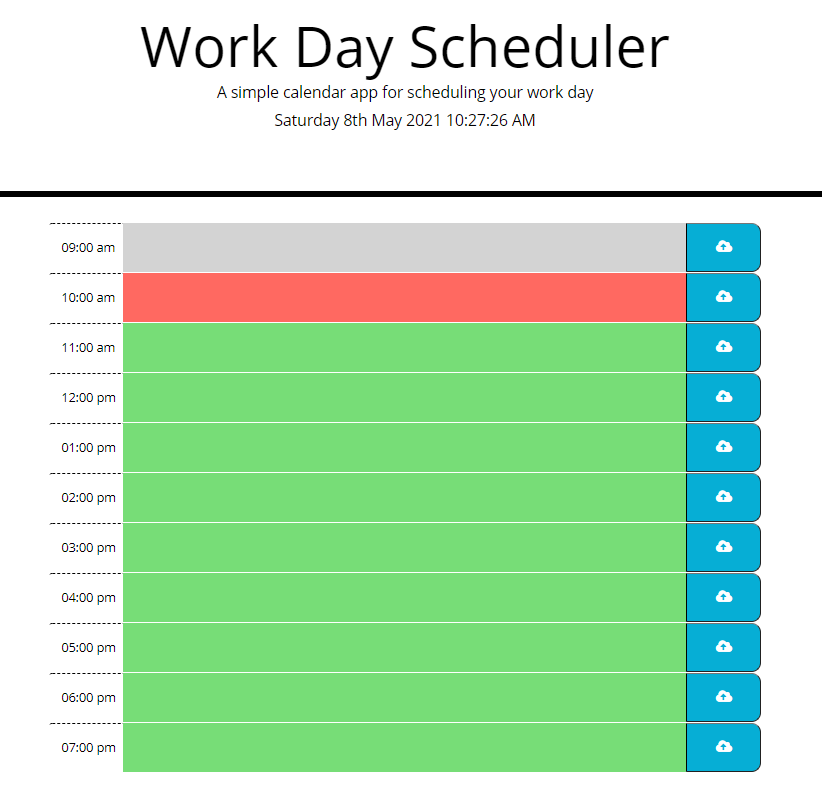 Work Day Scheduler
A simple calendar app for scheduling your work day
Saturday 8th May 2021 10:27:26 AM
09:00 am
10:00 am
11:00 am
12:00 pm
01:00 pm
02:00 pm
03:00 pm
04:00 pm
05:00 pm
06:00 pm
07:00 pm